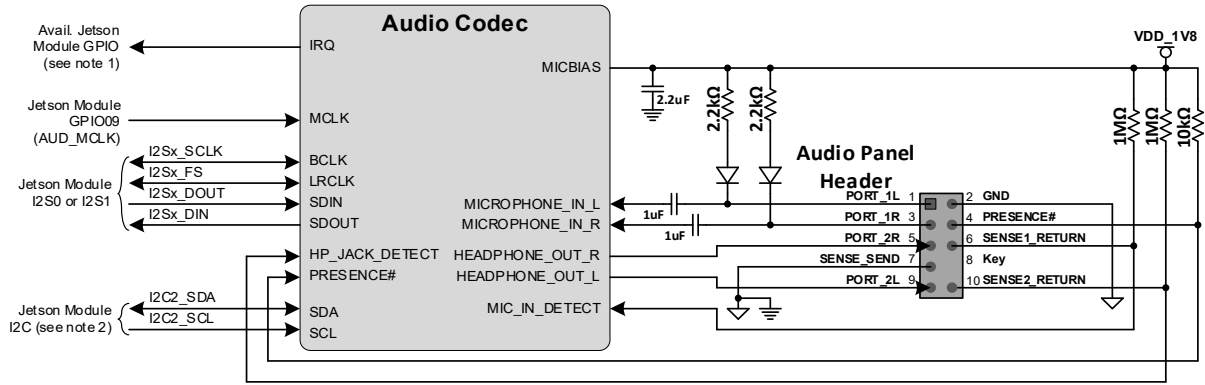 Audio Codec
Avail. Jetson
Module GPIO
(see note 1)
IRQ
MICBIAS
VDD_1V8
2.2uF
2.2kΩ
2.2kΩ
1MΩ
1MΩ
10kΩ
Jetson Module
GPIO09
(AUD_MCLK)
MCLK
I2Sx_SCLK
I2Sx_FS
I2Sx_DOUT
I2Sx_DIN
Jetson Module
I2S0 or I2S1
BCLK
LRCLK
SDIN
SDOUT
Audio Panel
Header
MICROPHONE_IN_L
MICROPHONE_IN_R
1uF
1uF
PORT_1L 1
2 GND
PORT_1R 3
4 PRESENCE#
PORT_2R 5
6 SENSE1_RETURN
SENSE_SEND 7
8 Key
PORT_2L 9
10 SENSE2_RETURN
HP_JACK_DETECT
HEADPHONE_OUT_R
PRESENCE#
HEADPHONE_OUT_L
MIC_IN_DETECT
Jetson Module
I2C (see note 2)
I2C2_SDA
I2C2_SCL
SDA
SCL